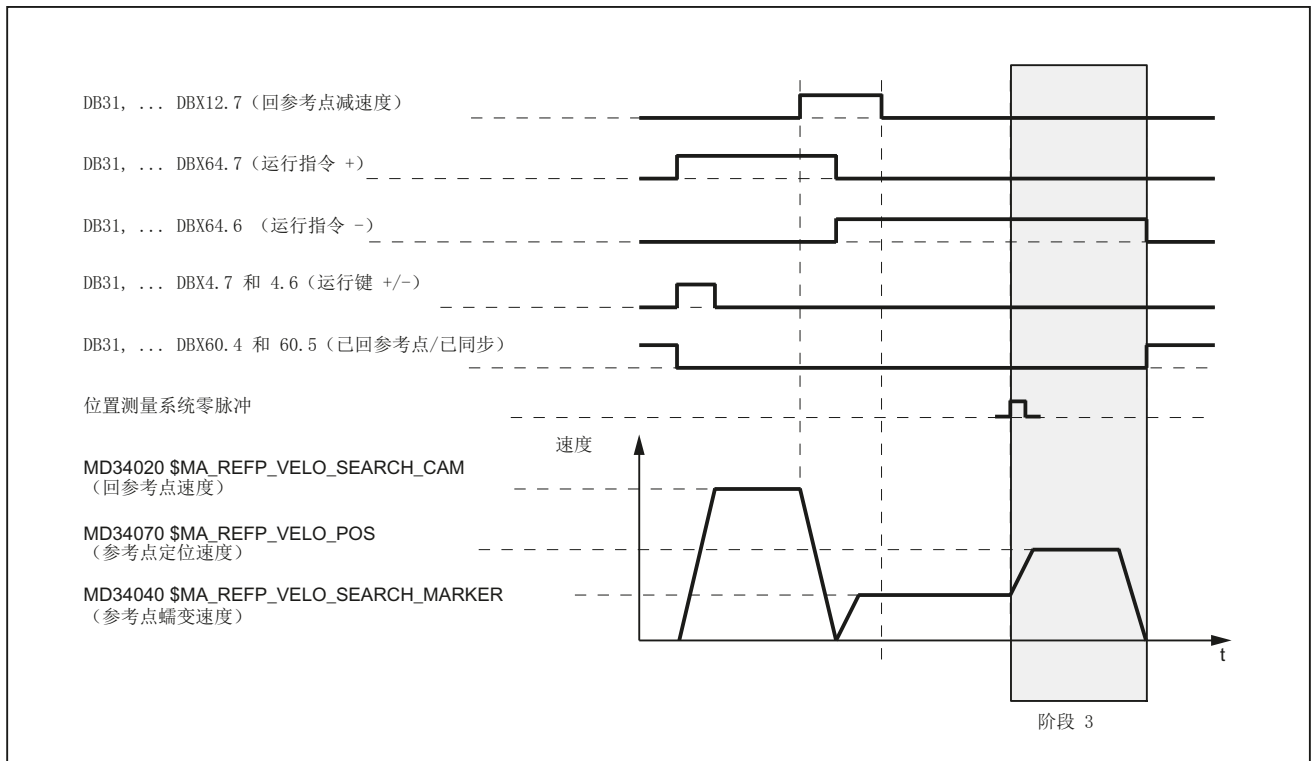 DB31, ... DBX12.7（回参考点减速度）
DB31, ... DBX64.7（运行指令 +）
DB31, ... DBX64.6 （运行指令 -）
DB31, ... DBX4.7 和 4.6（运行键 +/-）
DB31, ... DBX60.4 和 60.5（已回参考点/已同步）
位置测量系统零脉冲
速度
MD34020 $MA_REFP_VELO_SEARCH_CAM
（回参考点速度）
MD34070 $MA_REFP_VELO_POS
（参考点定位速度）
MD34040 $MA_REFP_VELO_SEARCH_MARKER
（参考点蠕变速度）
t
阶段 3